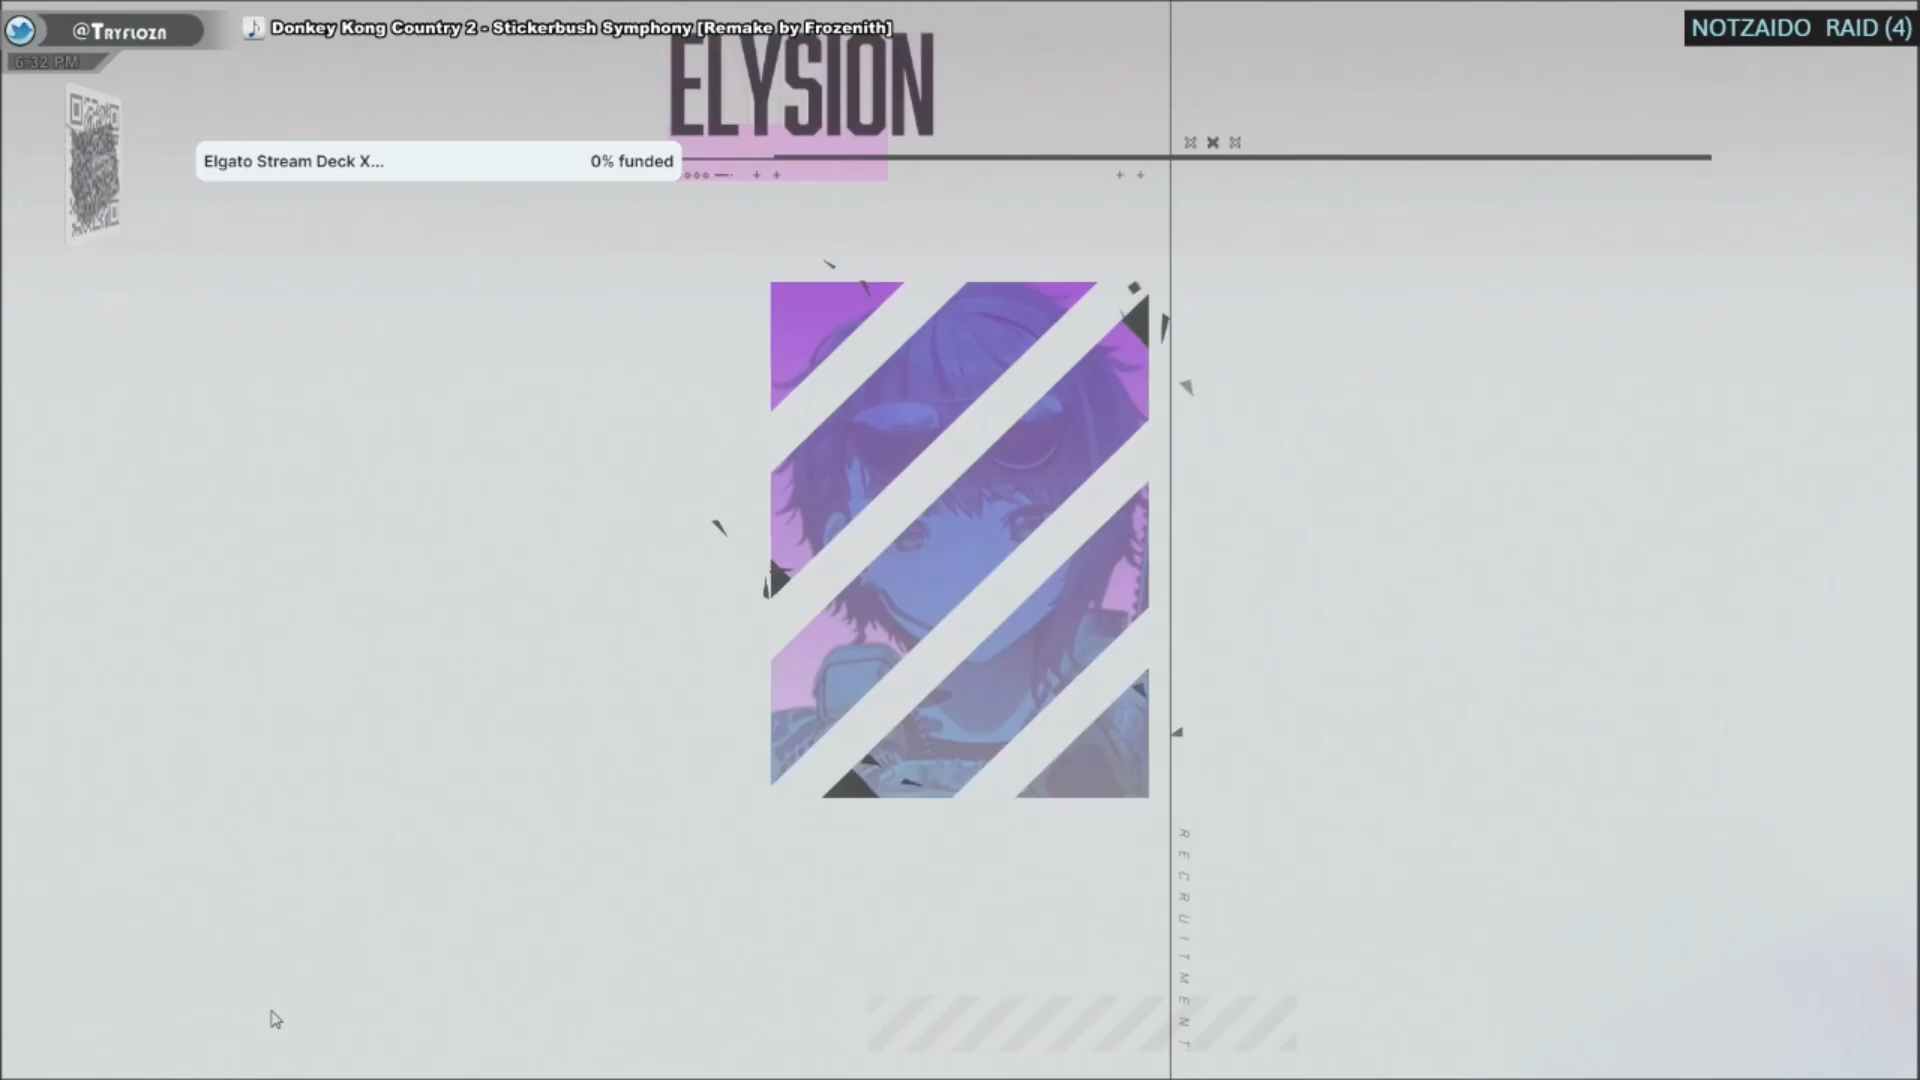 @Tryflozn
Donkey Kong Country 2 - Stickerbush Symphony [Remake by Frozenith]
NOTZAIDO RAID (4)
6:32 PM
ELYSION
Elgato Stream Deck X... 0% funded
RECRUITMENT